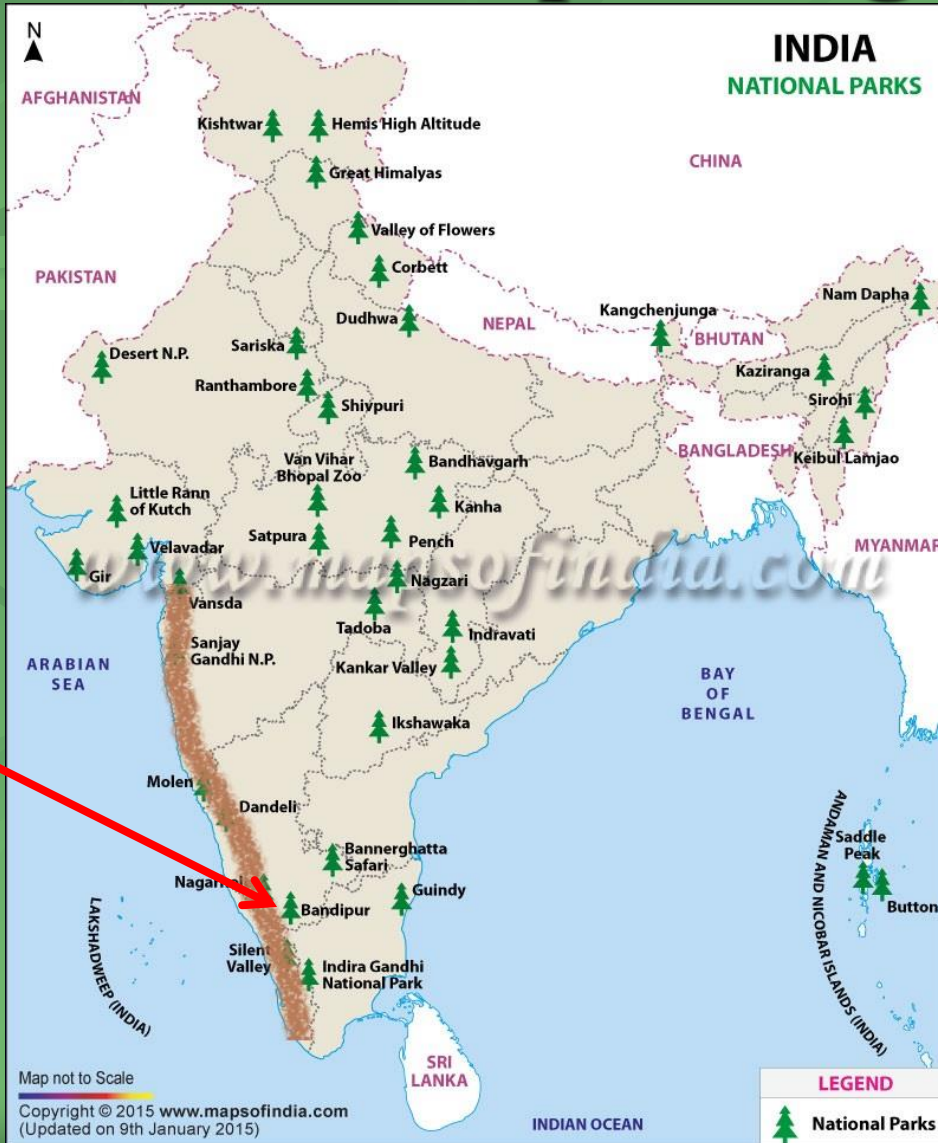 N
INDIA
NATIONAL PARKS
AFGHANISTAN
Kishtwar
Hemis High Altitude
CHINA
Great Himalyas
Valley of Flowers
Corbett
PAKISTAN
Nam Dapha
Kangchenjunga
Dudhwa
NEPAL
BHUTAN
Sariska
Desert N.P.
Kaziranga
Ranthambore
Sirohi
Shivpuri
BANGLADESH
Keibul Lamjao
Van Vihar
Bhopal Zoo
Bandhavgarh
Little Rann
of Kutch
Kanha
Satpura
Pench
Velavadar
MYANMAR
www.mapsofindia.com
Gir
Nagzari
Vansda
Tadoba
Indravati
Sanjay
Gandhi N.P.
Kankar Valley
ARABIAN
SEA
BAY
OF
BENGAL
Ikshawaka
Molen
Dandeli
Bannerghatta
Safari
Saddle
Peak
Guindy
Bandipur
Button
LAKSHADWEEP (INDIA)
ANDAMAN AND NICOBAR ISLANDS (INDIA)
Silent
Valley
Indira Gandhi
National Park
SRI
LANKA
Map not to Scale
Copyright © 2015 www.mapsofindia.com
(Updated on 9th January 2015)
INDIAN OCEAN
LEGEND
National Parks